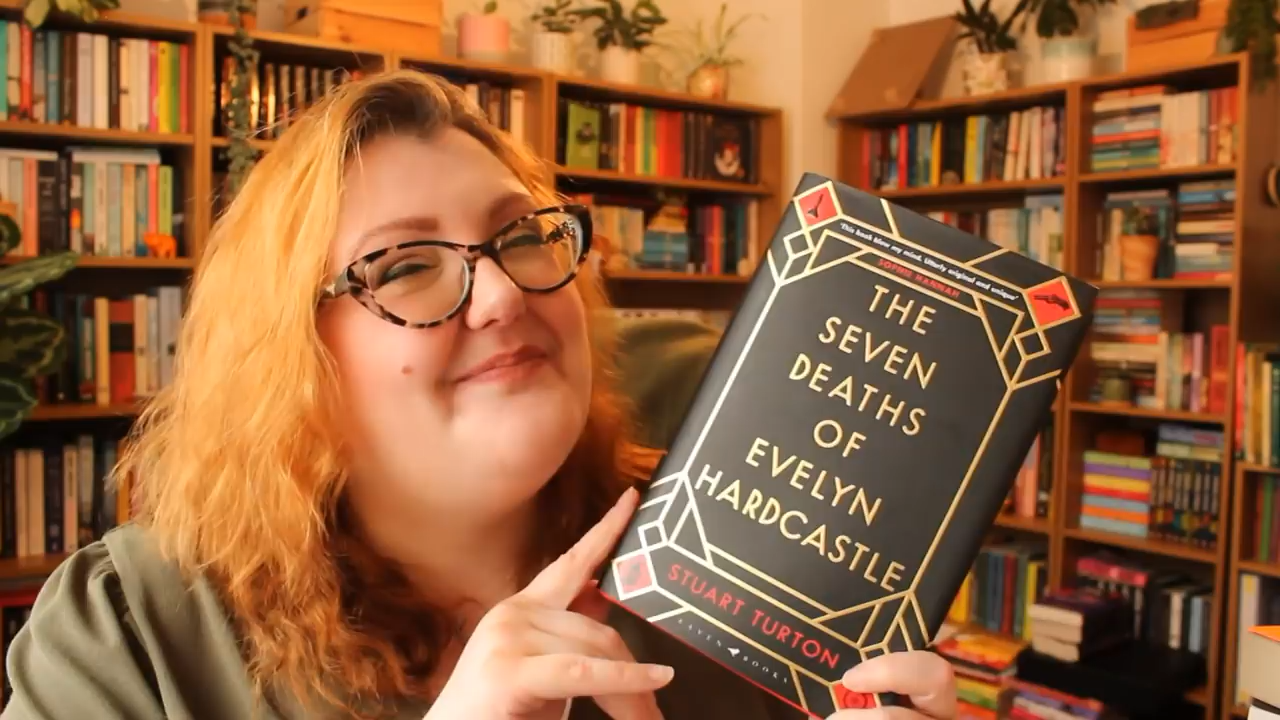 'This book blew my mind. Utterly original and unique'
SOPHIE HANNAH
THE
SEVEN
DEATHS
OF
EVELYN
HARDCASTLE
STUART TURTON
RAVEN BOOKS